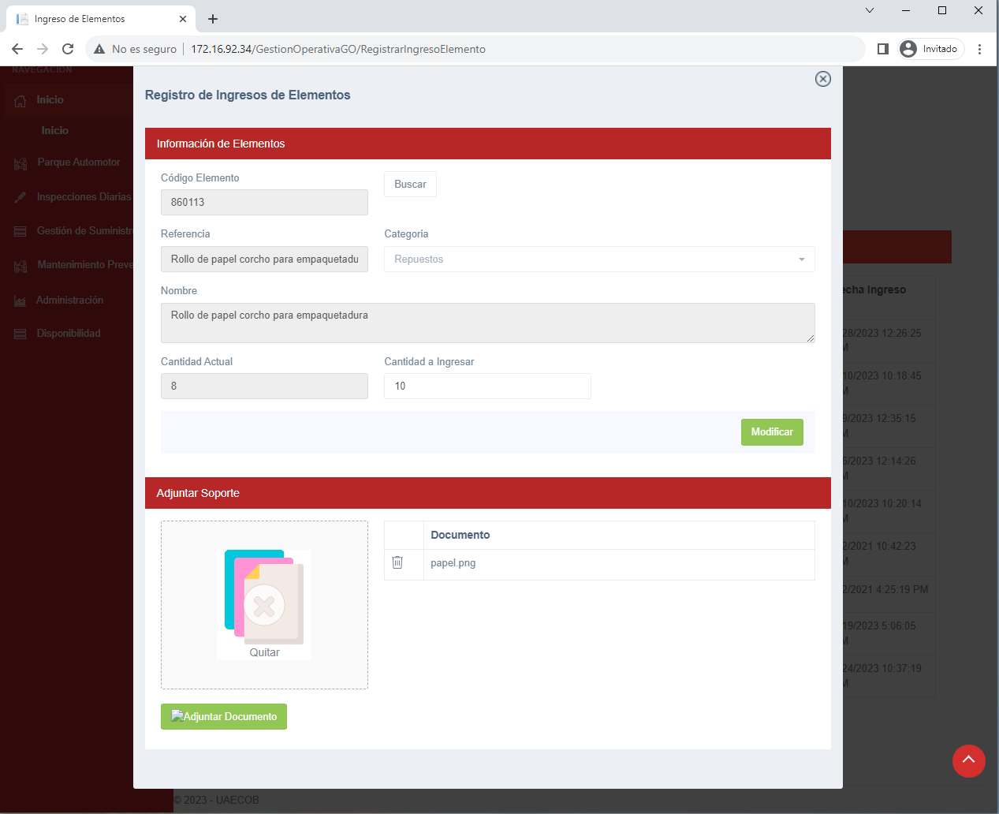 Ingreso de Elementos
No es seguro
172.16.92.34/GestionOperativaGO/RegistrarIngresoElemento
Invitado
NAVEGACIÓN
Inicio
Inicio
Parque Automotor
Inspecciones Diarias
Gestión de Suministr
Mantenimiento Preve
Administración
Disponibilidad
Registro de Ingresos de Elementos
Información de Elementos
Código Elemento
Buscar
860113
Referencia
Categoria
Rollo de papel corcho para empaquetadu
Repuestos
Nombre
Rollo de papel corcho para empaquetadura
Cantidad Actual
Cantidad a Ingresar
8
10
Modificar
Adjuntar Soporte
Documento
papel.png
Quitar
Adjuntar Documento
echa Ingreso
28/2023 12:26:25
M
10/2023 10:18:45
M
9/2023 12:35:15
M
6/2023 12:14:26
M
10/2023 10:20:14
M
2/2021 10:42:23
M
2/2021 4:25:19 PM
19/2023 5:06:05
M
24/2023 10:37:19
M
© 2023 - UAECOB